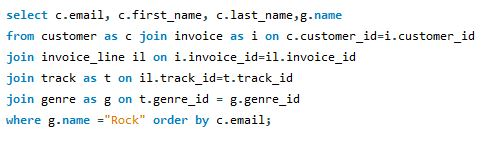 select c.email, c.first_name, c.last_name,g.name
from customer as c join invoice as i on c.customer_id=i.customer_id
join invoice_line il on i.invoice_id=il.invoice_id
join track as t on il.track_id=t.track_id
join genre as g on t.genre_id = g.genre_id
where g.name ="Rock" order by c.email;